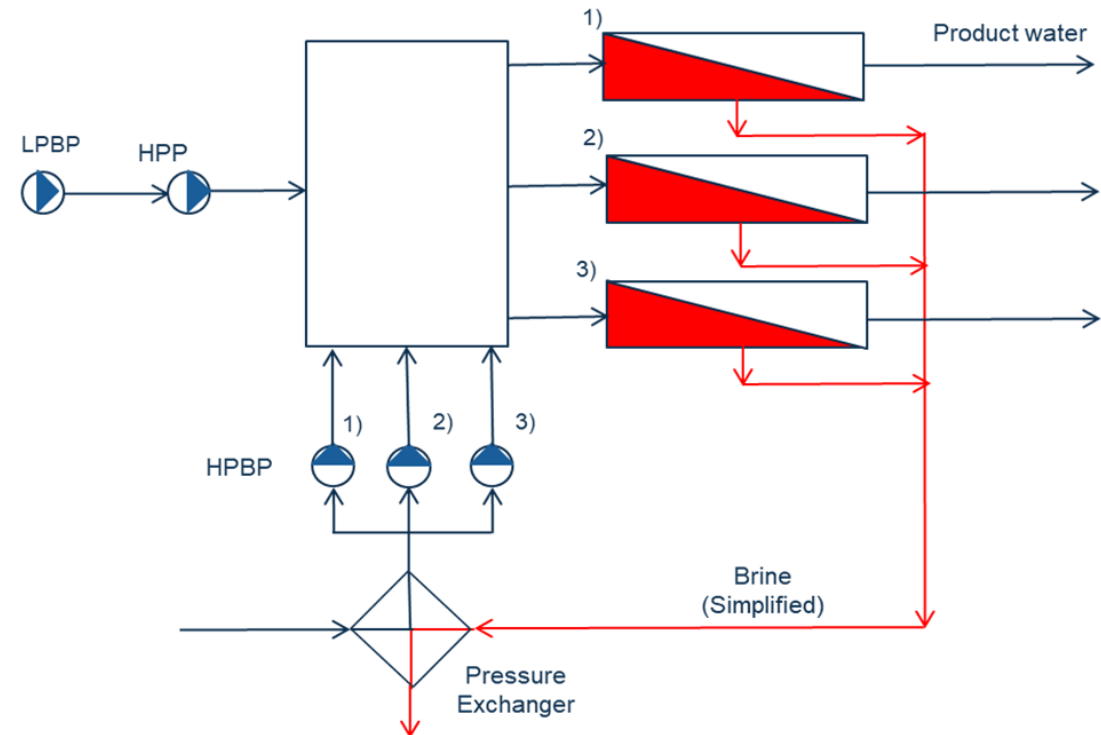 1)
Product water
LPBP
HPP
2)
3)
1)
2)
3)
HPBP
Brine
(Simplified)
Pressure
Exchanger